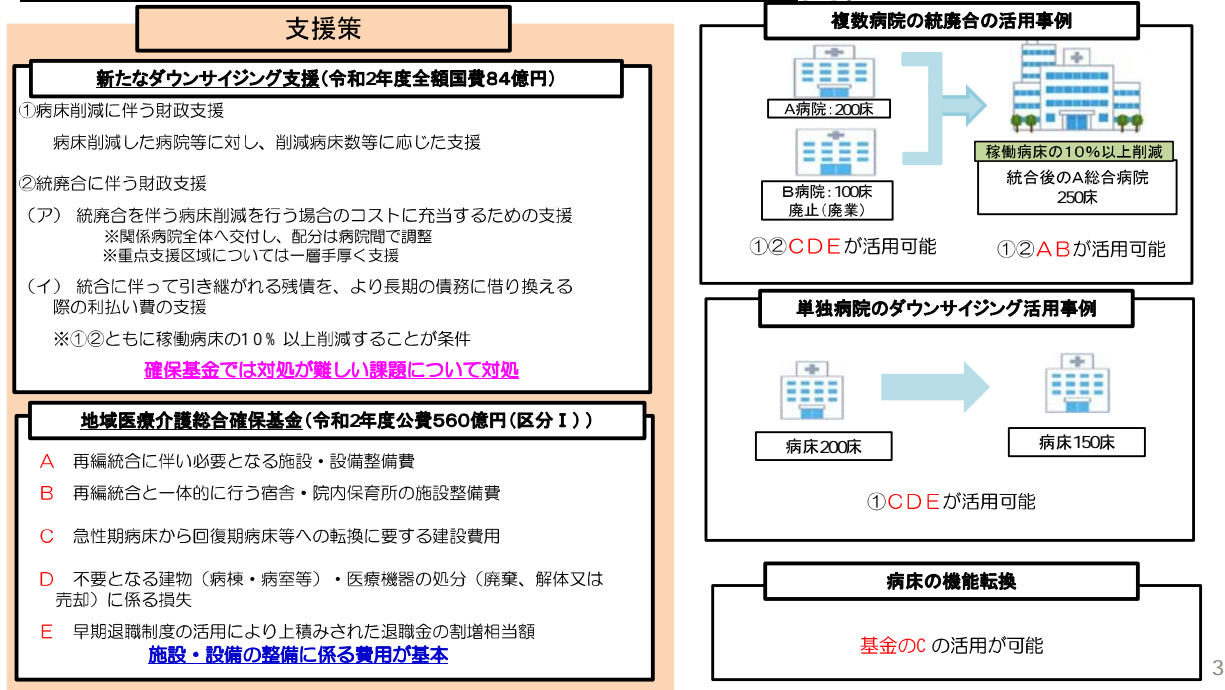 支援策
新たなダウンサイジング支援(令和2年度全額国費84億円)
①病床削減に伴う財政支援
病床削減した病院等に対し、削減病床数等に応じた支援
②統廃合に伴う財政支援
（ア） 統廃合を伴う病床削減を行う場合のコストに充当するための支援
※関係病院全体へ交付し、配分は病院間で調整
※重点支援区域については一層手厚く支援
（イ） 統合に伴って引き継がれる残債を、より長期の債務に借り換える
際の利払い費の支援
※①②ともに稼働病床の10％ 以上削減することが条件
確保基金では対処が難しい課題について対処
地域医療介護総合確保基金(令和2年度公費560億円(区分Ⅰ))
A 再編統合に伴い必要となる施設・設備整備費
B 再編統合と一体的に行う宿舎・院内保育所の施設整備費
C 急性期病床から回復期病床等への転換に要する建設費用
D 不要となる建物（病棟・病室等）・医療機器の処分（廃棄、解体又は
売却）に係る損失
E 早期退職制度の活用により上積みされた退職金の割増相当額
施設・設備の整備に係る費用が基本
複数病院の統廃合の活用事例
A病院：200床
B病院：100床
廃止(廃業)
①②CDEが活用可能
稼働病床の10%以上削減
統合後のA総合病院
250床
①②ABが活用可能
単独病院のダウンサイジング活用事例
病床200床
病床150床
①CDEが活用可能
病床の機能転換
基金のC の活用が可能
3